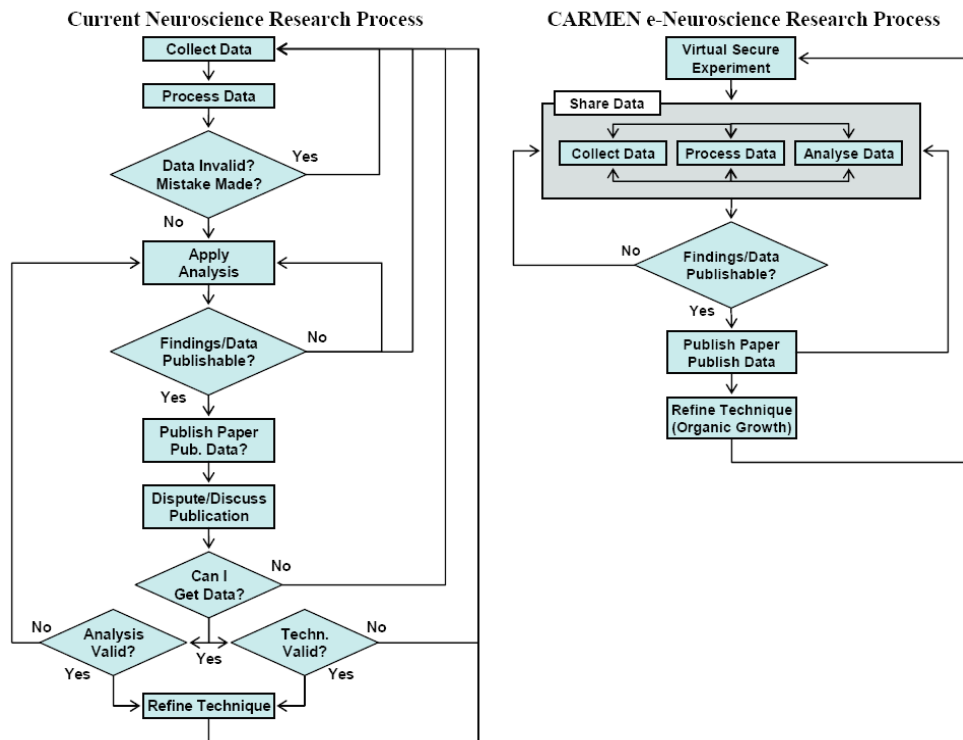 Current Neuroscience Research Process
Collect Data
Process Data
Data Invalid?
Mistake Made?
Yes
No
Apply
Analysis
Findings/Data
Publishable?
No
Yes
Publish Paper
Pub. Data?
Dispute/Discuss
Publication
Can I
Get Data?
No
Yes
Analysis
Valid?
No
Yes
Techn.
Valid?
No
Yes
Refine Technique
CARMEN e-Neuroscience Research Process
Virtual Secure
Experiment
Share Data
Collect Data
Process Data
Analyse Data
Findings/Data
Publishable?
No
Yes
Publish Paper
Publish Data
Refine Technique
(Organic Growth)